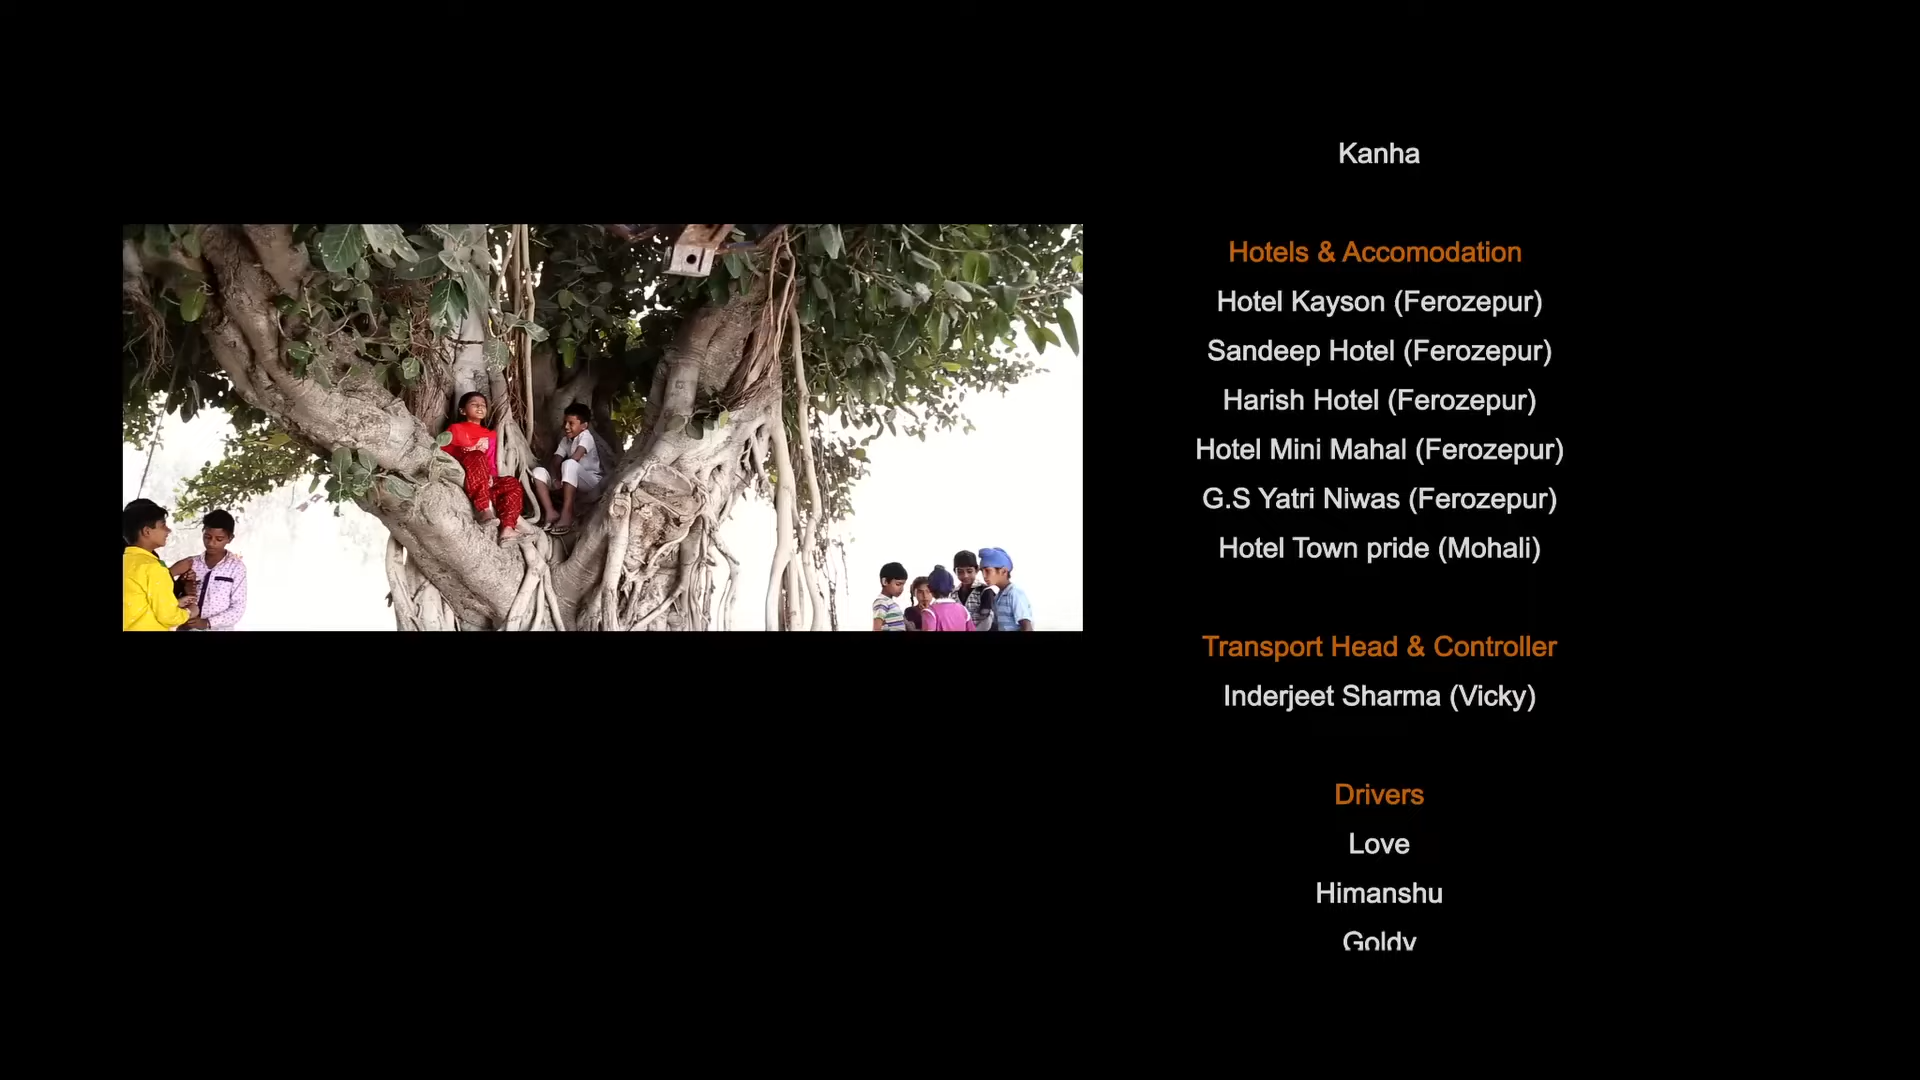 Kanha
Hotels & Accomodation
Hotel Kayson (Ferozepur)
Sandeep Hotel (Ferozepur)
Harish Hotel (Ferozepur)
Hotel Mini Mahal (Ferozepur)
G.S Yatri Niwas (Ferozepur)
Hotel Town pride (Mohali)
Transport Head & Controller
Inderjeet Sharma (Vicky)
Drivers
Love
Himanshu
Goldy